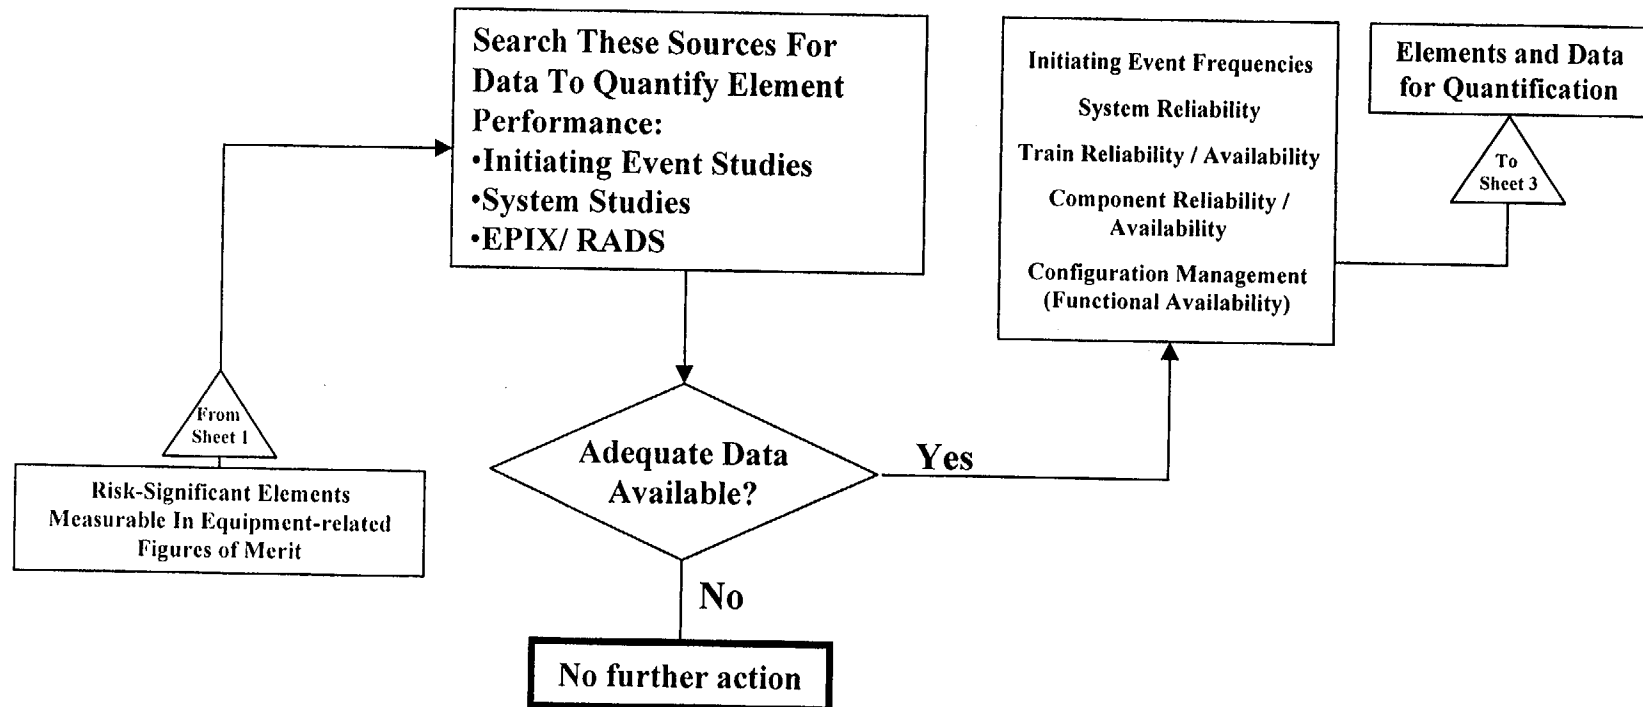 Search These Sources For
Data To Quantify Element
Performance:
•Initiating Event Studies
•System Studies
•EPIX/ RADS
Initiating Event Frequencies
System Reliability
Train Reliability / Availability
Component Reliability /
Availability
Configuration Management
(Functional Availability)
Elements and Data
for Quantification
To
Sheet 3
From
Sheet 1
Risk-Significant Elements
Measurable In Equipment-related
Figures of Merit
Adequate Data
Available?
Yes
No
No further action